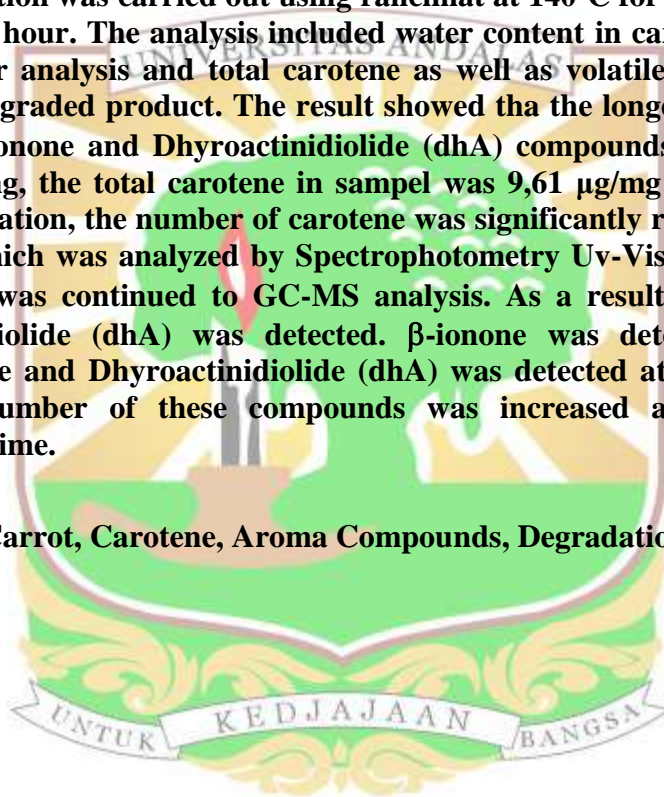 tion was carried out using rancimat at 140°C for
hour. The analysis included water content in ca
UNIVERSITAS ANDALAS
r analysis and total carotene as well as volatile
graded product. The result showed tha the longe
onone and Dhyroactinidiolide (dhA) compounds
ng, the total carotene in sampel was 9,61 µg/mg
ation, the number of carotene was significantly r
hich was analyzed by Spectrophotometry Uv-Vis
was continued to GC-MS analysis. As a result
iolide (dhA) was detected. β-ionone was dete
e and Dhyroactinidiolide (dhA) was detected at
umber of these compounds was increased a
ime.
Carrot, Carotene, Aroma Compounds, Degradatio
UNTUK KEDJAJAAN BANGSA